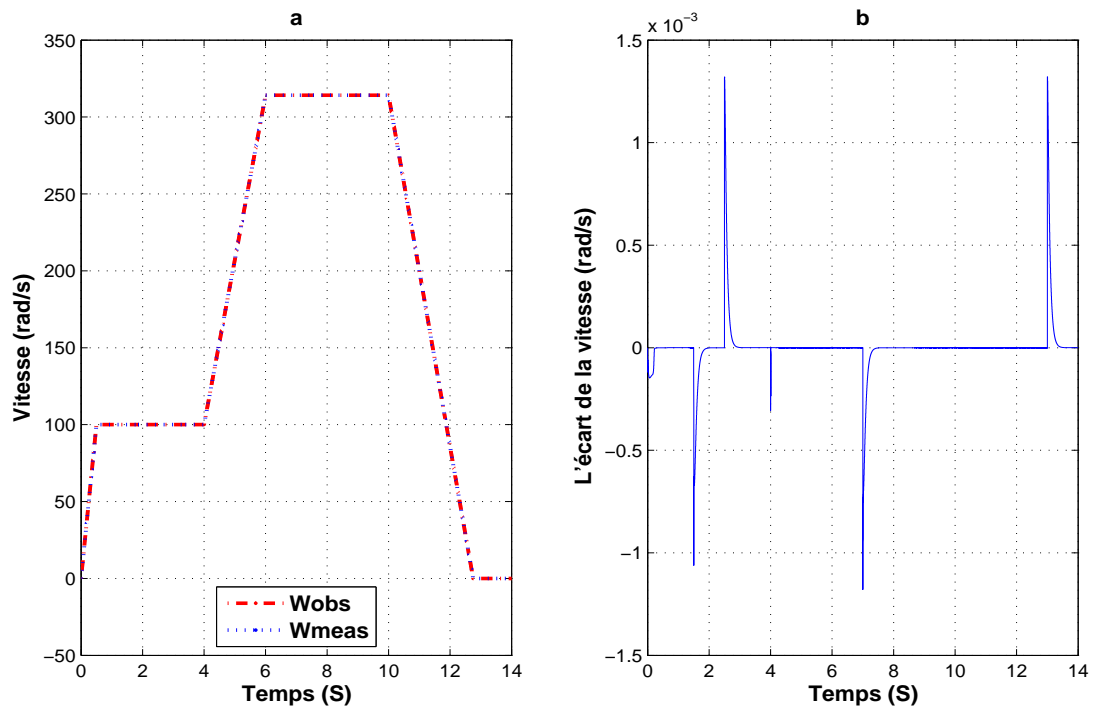 a
350
300
250
200
150
100
50
0
−50
0 2 4 6 8 10 12 14
Vitesse (rad/s)
Temps (S)
Wobs
Wmeas
b
x 10^−3
1.5
1
0.5
0
−0.5
−1
−1.5
0 2 4 6 8 10 12 14
L'écart de la vitesse (rad/s)
Temps (S)